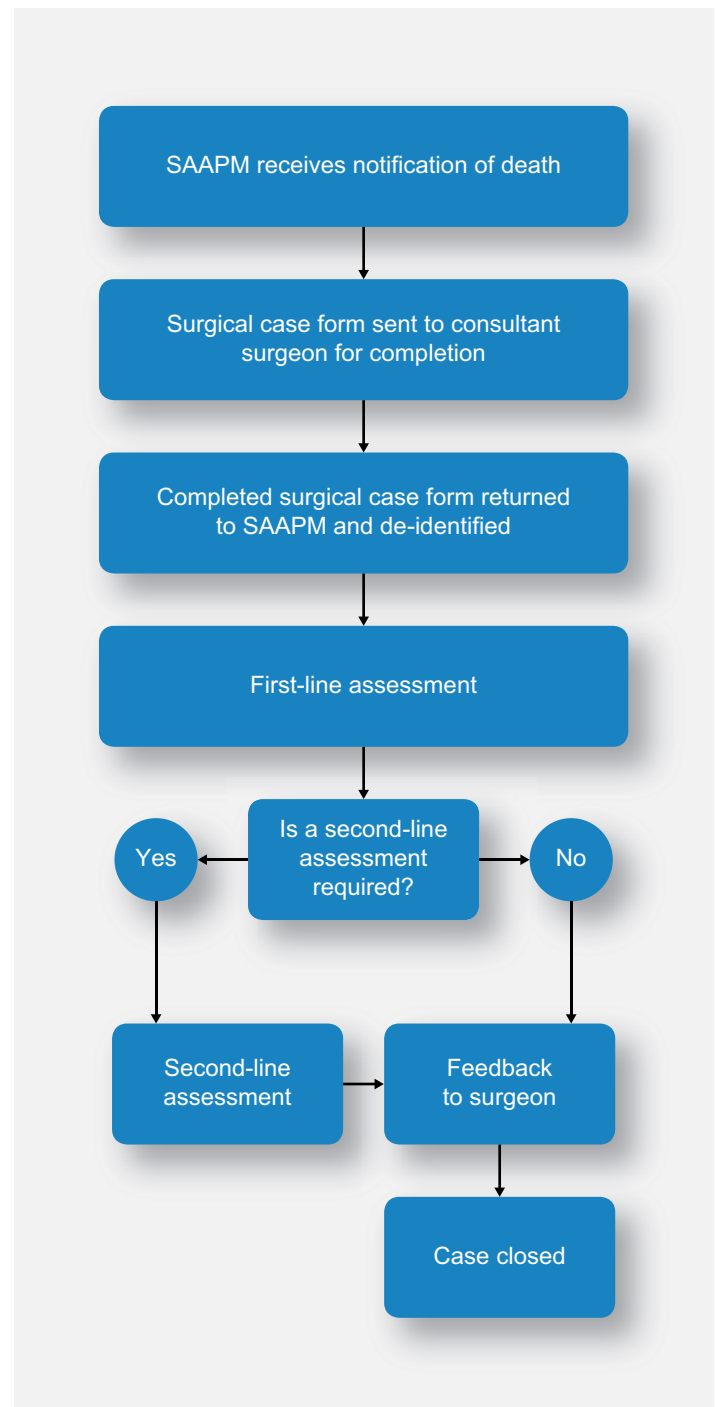 SAAPM receives notification of death
Surgical case form sent to consultant
surgeon for completion
Completed surgical case form returned
to SAAPM and de-identified
First-line assessment
Is a second-line
assessment
required?
Yes
No
Second-line
assessment
Feedback
to surgeon
Case closed